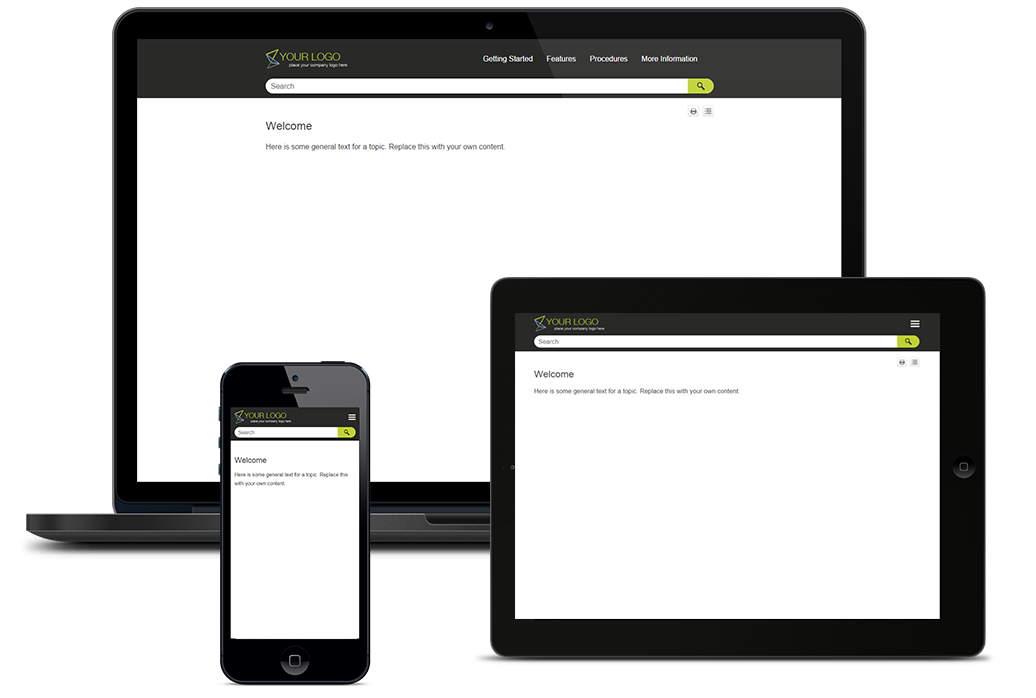 YOUR LOGO
place your company logo here
Getting Started Features Procedures More Information
Search
Welcome
Here is some general text for a topic. Replace this with your own content.
YOUR LOGO
place your company logo here
Search
Welcome
Here is some general text for a topic. Replace this with your own content.
YOUR LOGO
place your company logo here
Search
Welcome
Here is some general text for a topic. Replace this
with your own content.